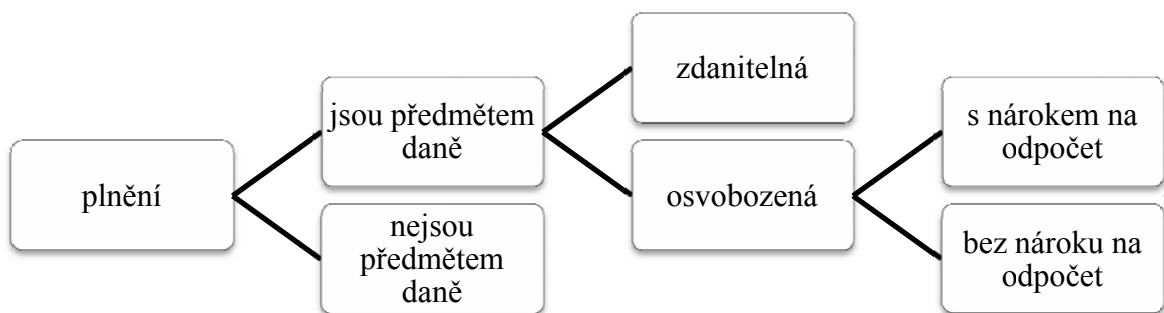 plnění
jsou předmětem
daně
nejsou
předmětem
daně
zdanitelná
osvobozená
s nárokem na
odpočet
bez nároku na
odpočet